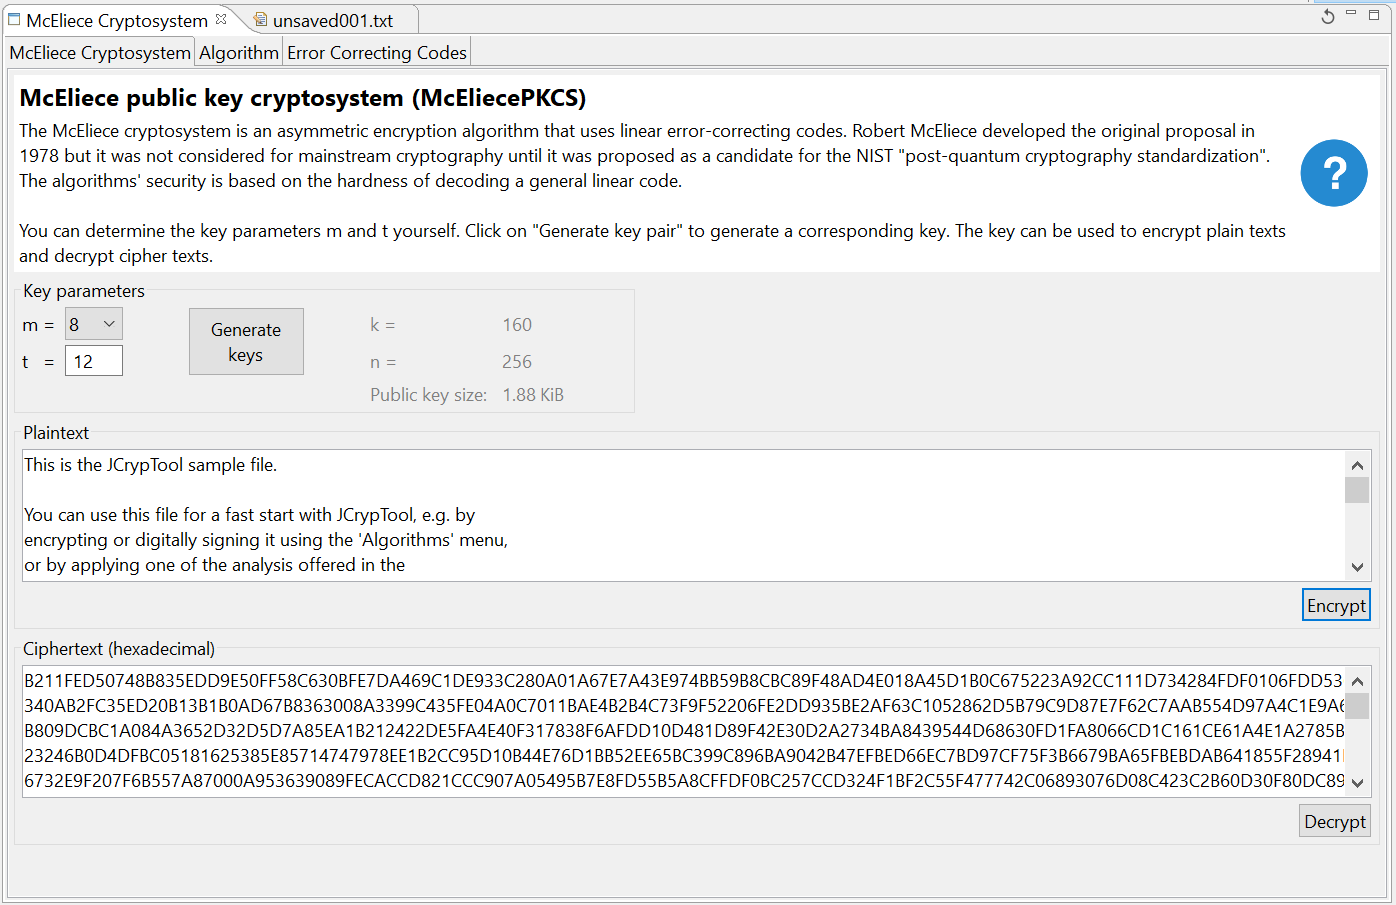 McEliece Cryptosystem
unsaved001.txt
McEliece Cryptosystem Algorithm Error Correcting Codes
McEliece public key cryptosystem (McEliecePKCS)
The McEliece cryptosystem is an asymmetric encryption algorithm that uses linear error-correcting codes. Robert McEliece developed the original proposal in
1978 but it was not considered for mainstream cryptography until it was proposed as a candidate for the NIST "post-quantum cryptography standardization".
The algorithms' security is based on the hardness of decoding a general linear code.
?
You can determine the key parameters m and t yourself. Click on "Generate key pair" to generate a corresponding key. The key can be used to encrypt plain texts
and decrypt cipher texts.
Key parameters
m = 8
t = 12
Generate
keys
k = 160
n = 256
Public key size: 1.88 KiB
Plaintext
This is the JCrypTool sample file.
You can use this file for a fast start with JCrypTool, e.g. by
encrypting or digitally signing it using the 'Algorithms' menu,
or by applying one of the analysis offered in the
Encrypt
Ciphertext (hexadecimal)
B211FED50748B835EDD9E50FF58C630BFE7DA469C1DE933C280A01A67E7A43E974BB59B8CBC89F48AD4E018A45D1B0C675223A92CC111D734284FDF0106FDD53
340AB2FC35ED20B13B1B0AD67B8363008A3399C435FE04A0C7011BAE4B2B4C73F9F52206FE2DD935BE2AF63C1052862D5B79C9D87E7F62C7AAB554D97A4C1E9A6
B809DCBC1A084A3652D32D5D7A85EA1B212422DE5FA4E40F317838F6AFDD10D481D89F42E30D2A2734BA8439544D68630FD1FA8066CD1C161CE61A4E1A2785B
23246B0D4DFBC05181625385E85714747978EE1B2CC95D10B44E76D1BB52EE65BC399C896BA9042B47EFBED66EC7BD97CF75F3B6679BA65FBEBDAB641855F28941
6732E9F207F6B557A87000A953639089FECACCD821CCC907A05495B7E8FD55B5A8CFFDF0BC257CCD324F1BF2C55F477742C06893076D08C423C2B60D30F80DC89
Decrypt